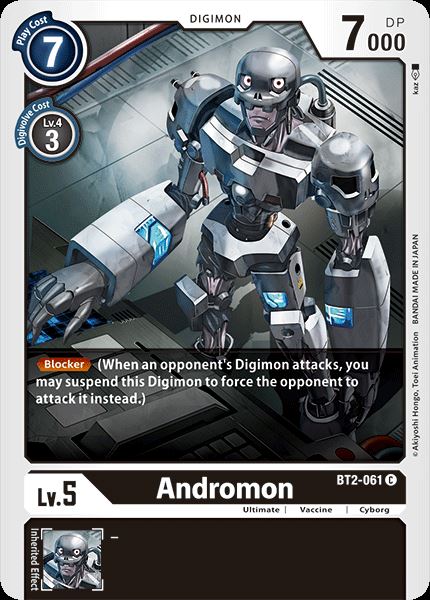 Play Cost
7
DIGIMON
7000
DP
Digivolve Cost
Lv.4
3
kaz
Blocker (When an opponent's Digimon attacks, you
may suspend this Digimon to force the opponent to
attack it instead.)
©Akiyoshi Hongo, Toei Animation BANDAI MADE IN JAPAN
Lv.5
Andromon
BT2-061 C
Ultimate | Vaccine | Cyborg
Inherited Effect
–